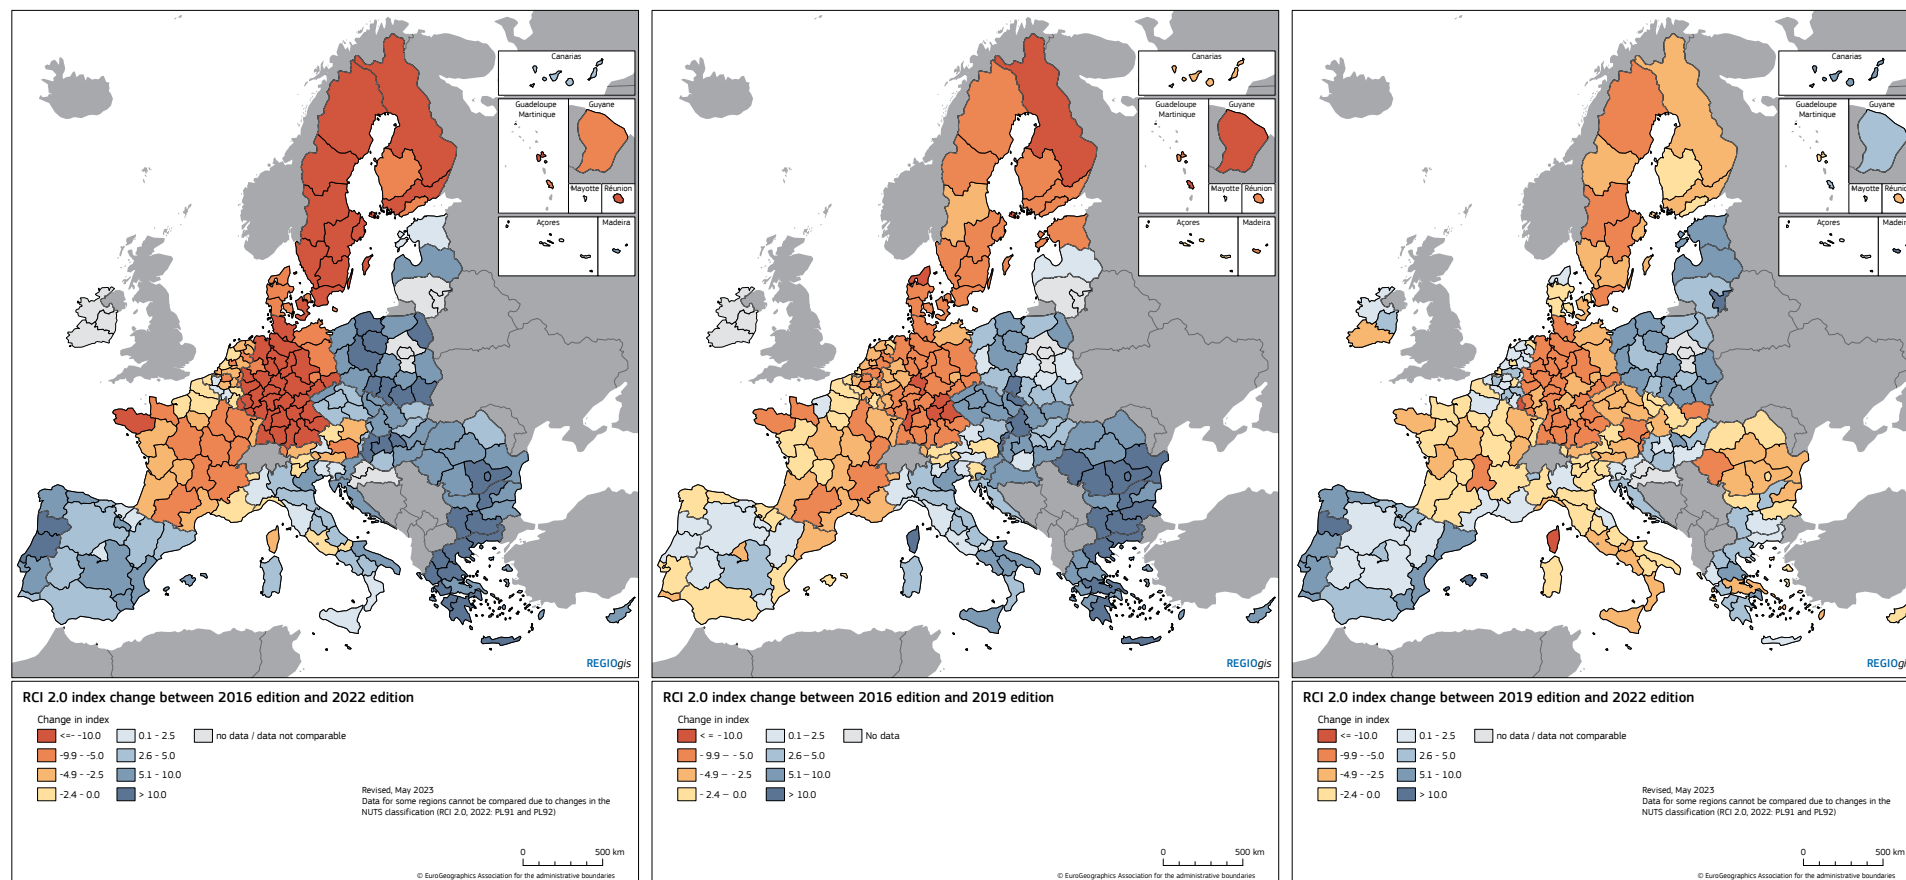 Canarias
Guadeloupe
Martinique
Guyane
Mayotte
Réunion
Açores
Madeira
REGIOgis
RCI 2.0 index change between 2016 edition and 2022 edition
Change in index
<=- -10.0
-9.9 - -5.0
-4.9 - -2.5
-2.4 - 0.0
0.1 - 2.5
2.6 - 5.0
5.1 - 10.0
> 10.0
no data / data not comparable
Revised, May 2023
Data for some regions cannot be compared due to changes in the
NUTS classification (RCI 2.0, 2022: PL91 and PL92)
0 500 km
© EuroGeographics Association for the administrative boundaries
Canarias
Guadeloupe
Martinique
Guyane
Mayotte
Réunion
Açores
Madeira
REGIOgis
RCI 2.0 index change between 2016 edition and 2019 edition
Change in index
< = - 10.0
- 9.9 – - 5.0
-4.9 – - 2.5
- 2.4 – 0.0
0.1 – 2.5
2.6 – 5.0
5.1 – 10.0
> 10.0
No data
0 500 km
© EuroGeographics Association for the administrative boundaries
Canarias
Guadeloupe
Martinique
Guyane
Mayotte
Réunio
Açores
Madeir
REGIOgi
RCI 2.0 index change between 2019 edition and 2022 edition
Change in index
<= -10.0
-9.9 - -5.0
-4.9 - -2.5
-2.4 - 0.0
0.1 - 2.5
2.6 - 5.0
5.1 - 10.0
> 10.0
no data / data not comparable
Revised, May 2023
Data for some regions cannot be compared due to changes in the
NUTS classification (RCI 2.0, 2022: PL91 and PL92)
0 500 km
© EuroGeographics Association for the administrative boundaries